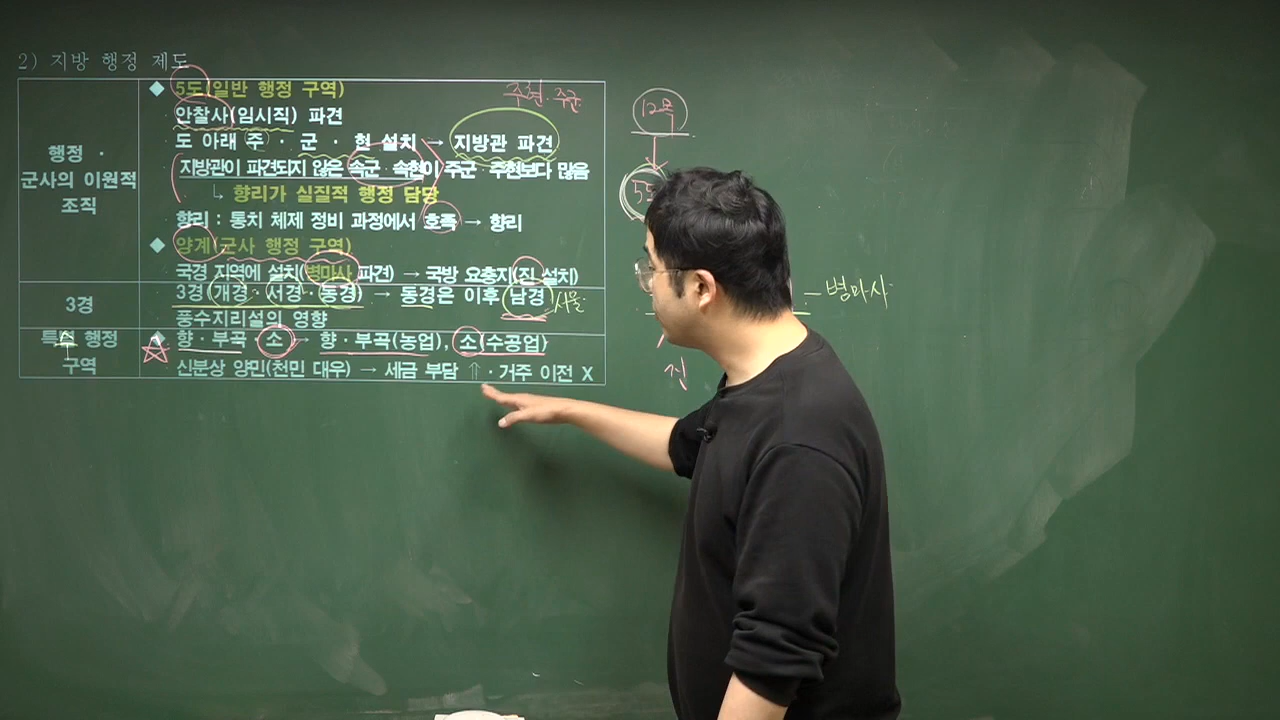 2) 지방 행정 제도
행정 ·
군사의 이원적
조직
◆ 5도(일반 행정 구역)
주현·주군
안찰사(임시직) 파견
도 아래 주 · 군 · 현 설치 → 지방관 파견
지방관이 파견되지 않은 속군 · 속현이 주군 · 주현보다 많음
↳ 향리가 실질적 행정 담당
향리 : 통치 체제 정비 과정에서 호족 → 향리
◆ 양계(군사 행정 구역)
국경 지역에 설치(병마사 파견) → 국방 요충지(진 설치)
3경
3경(개경 · 서경 · 동경) → 동경은 이후 남경 서울
풍수지리설의 영향
특수 행정
구역
◆ 향 · 부곡 · 소 → 향 · 부곡(농업), 소(수공업)
신분상 양민(천민 대우) → 세금 부담 ⇑ · 거주 이전 X
12목
5도
병마사
진